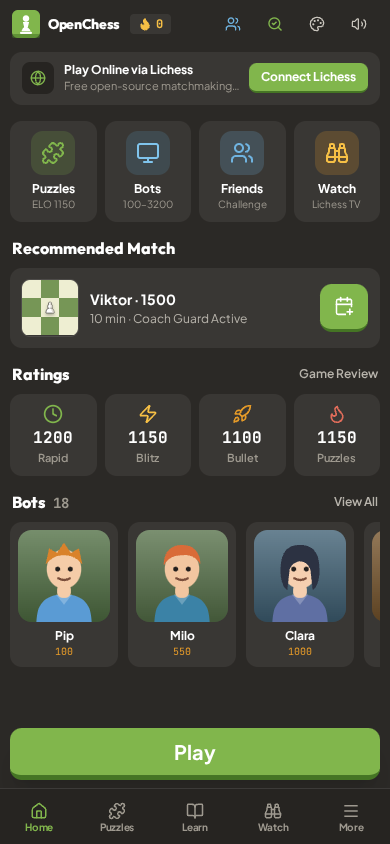 OpenChess
0
Play Online via Lichess
Free open-source matchmaking...
Connect Lichess
Puzzles
ELO 1150
Bots
100–3200
Friends
Challenge
Watch
Lichess TV
Recommended Match
Viktor · 1500
10 min · Coach Guard Active
Ratings
Game Review
1200
Rapid
1150
Blitz
1100
Bullet
1150
Puzzles
Bots 18
View All
Pip
100
Milo
550
Clara
1000
Play
Home
Puzzles
Learn
Watch
More